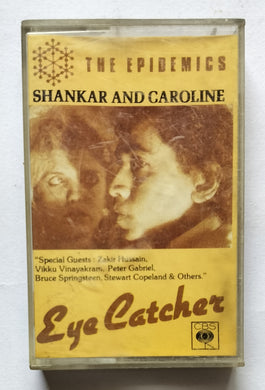 THE EPIDEMICS
SHANKAR AND CAROLINE
"Special Guests : Zakir Hussain,
Vikku Vinayakram, Peter Gabriel,
Bruce Springsteen, Stewart Copeland & Others."
Eye Catcher
CBS